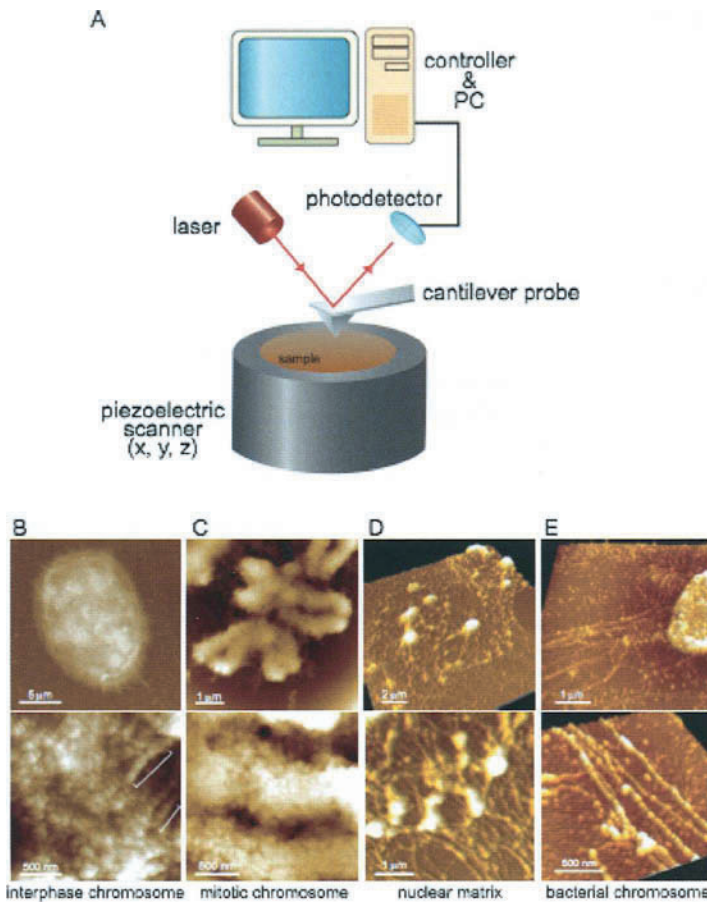 A
controller
&
PC
photodetector
laser
cantilever probe
sample
piezoelectric
scanner
(x, y, z)
B
C
D
E
5 μm
1 μm
2 μm
1 μm
500 nm
500 nm
1 μm
500 nm
interphase chromosome
mitotic chromosome
nuclear matrix
bacterial chromosome